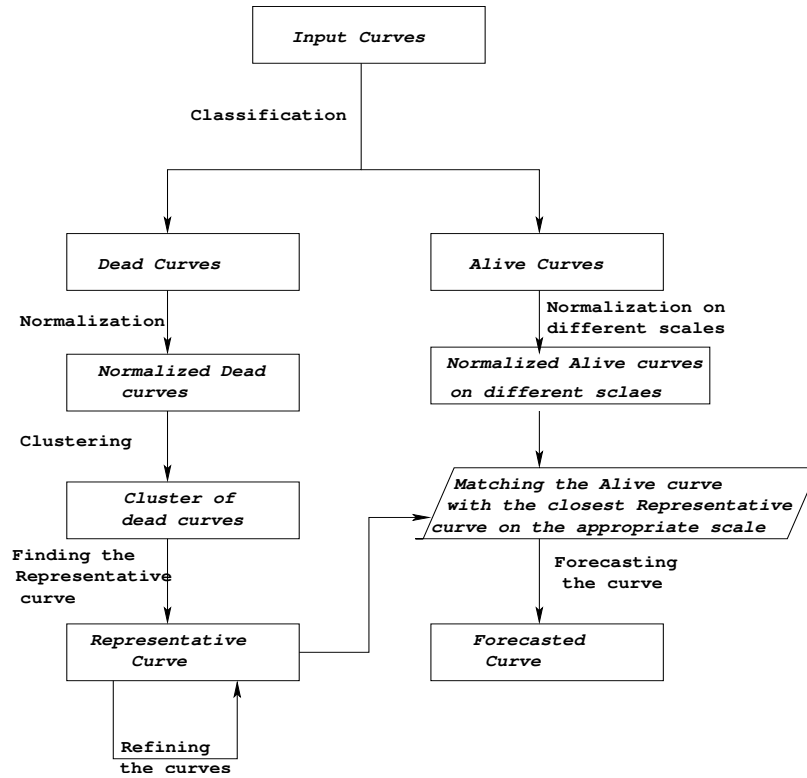 Input Curves
Classification
Dead Curves
Alive Curves
Normalization
Normalization on
different scales
Normalized Dead
curves
Normalized Alive curves
on different sclaes
Clustering
Cluster of
dead curves
Matching the Alive curve
with the closest Representative
curve on the appropriate scale
Finding the
Representative
curve
Forecasting
the curve
Representative
Curve
Forecasted
Curve
Refining
the curves